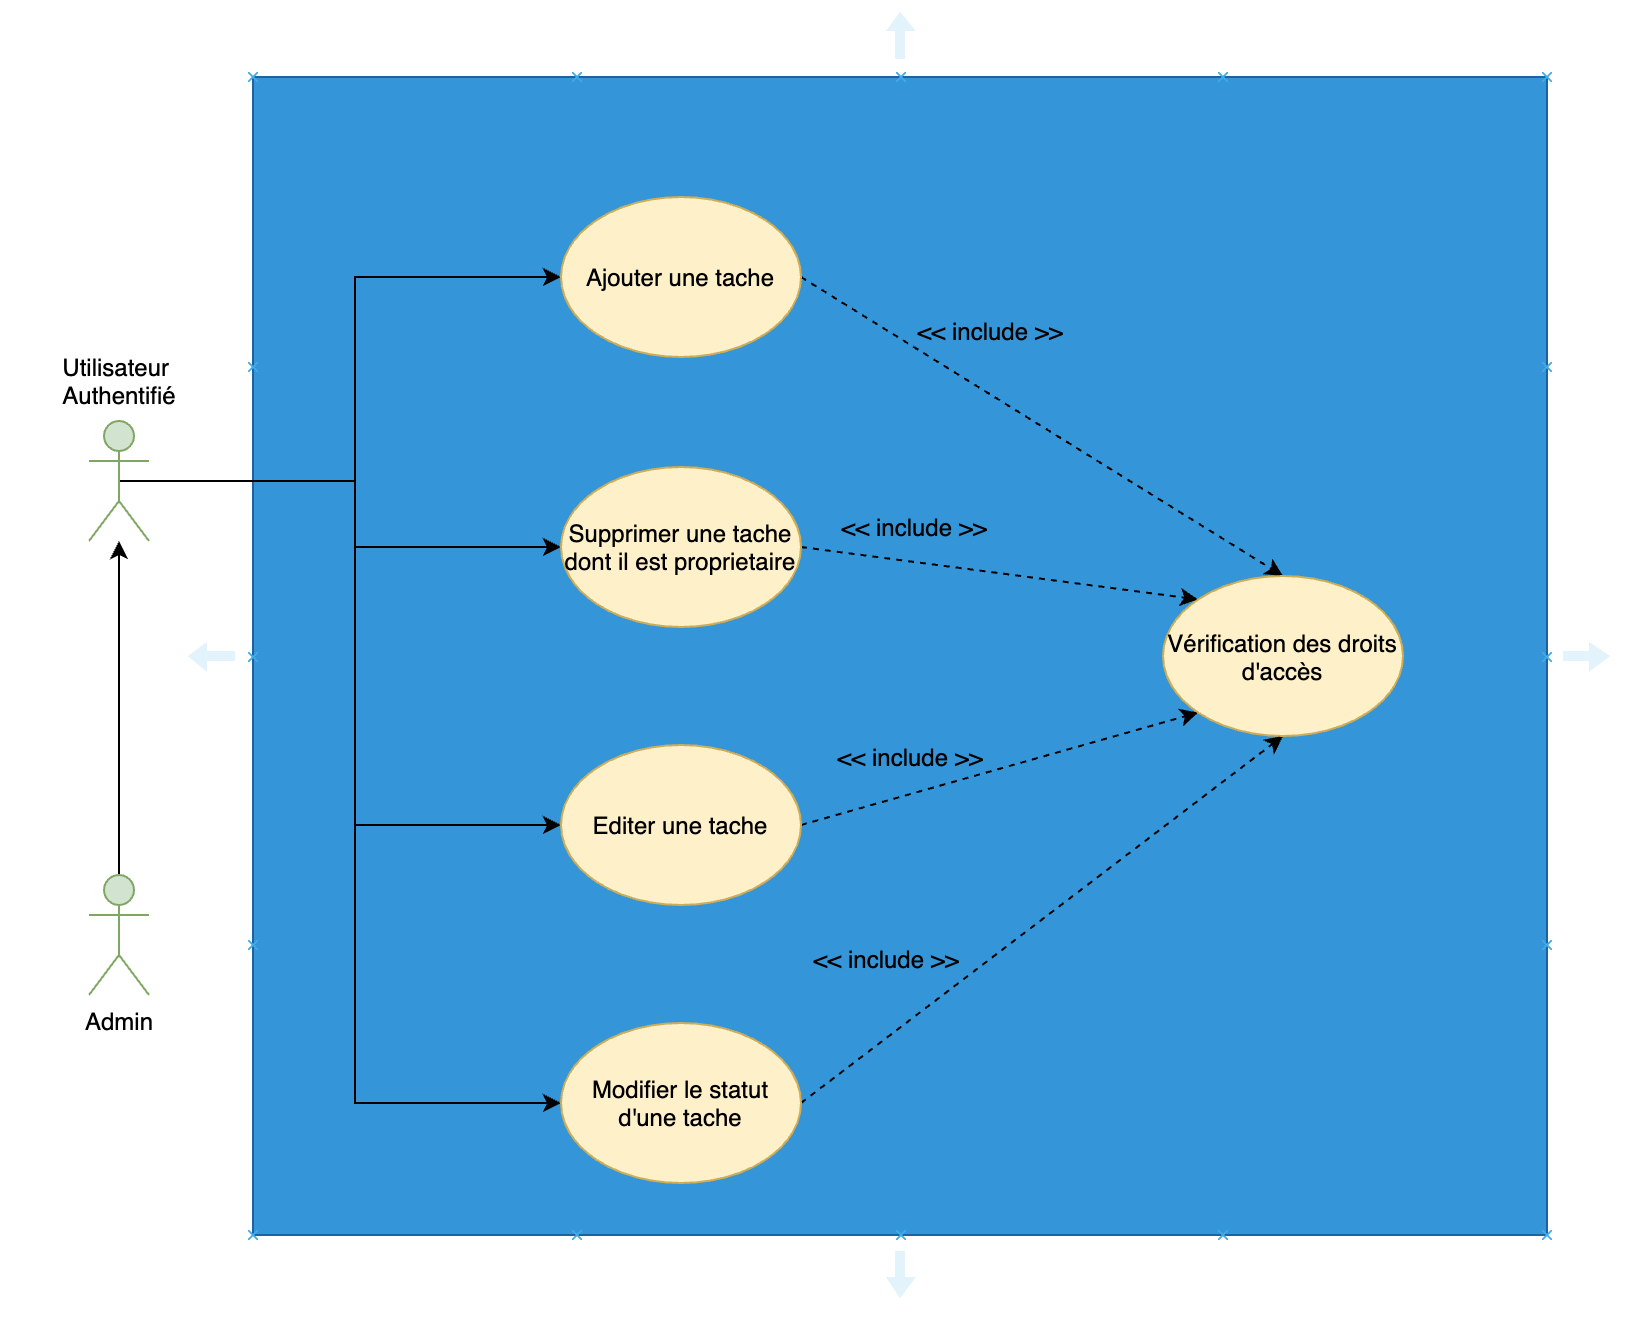 Ajouter une tache
<< include >>
Utilisateur
Authentifié
<< include >>
Supprimer une tache
dont il est proprietaire
Vérification des droits
d'accès
<< include >>
Editer une tache
<< include >>
Admin
Modifier le statut
d'une tache